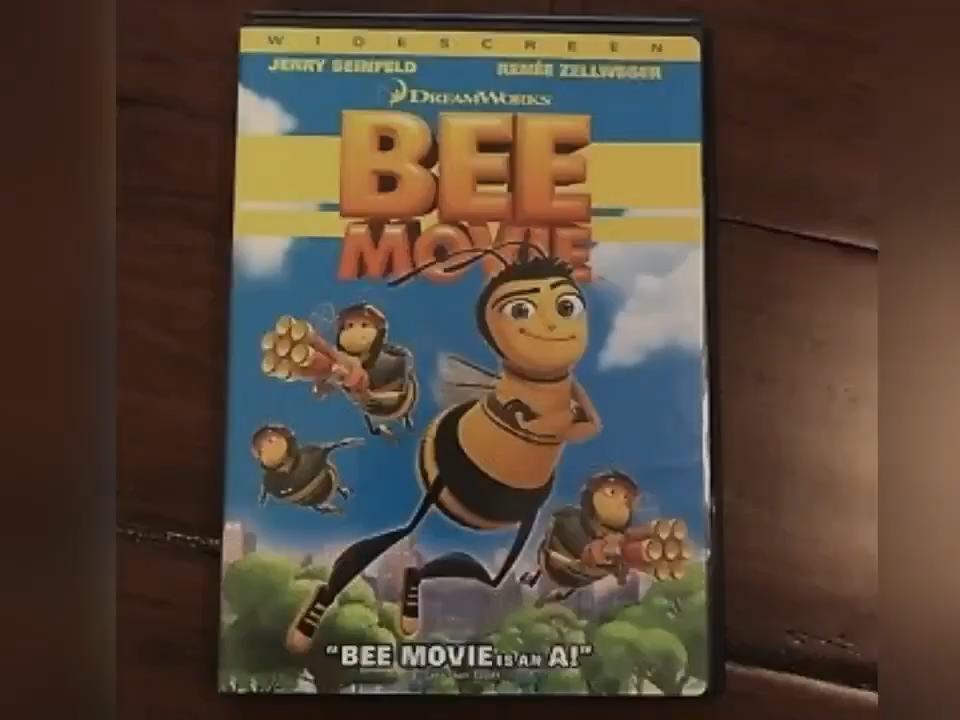 WIDESCREEN
JERRY SEINFELD RENÉE ZELLWEGER
DREAMWORKS
BEE
MOVIE
"BEE MOVIE IS AN A!"